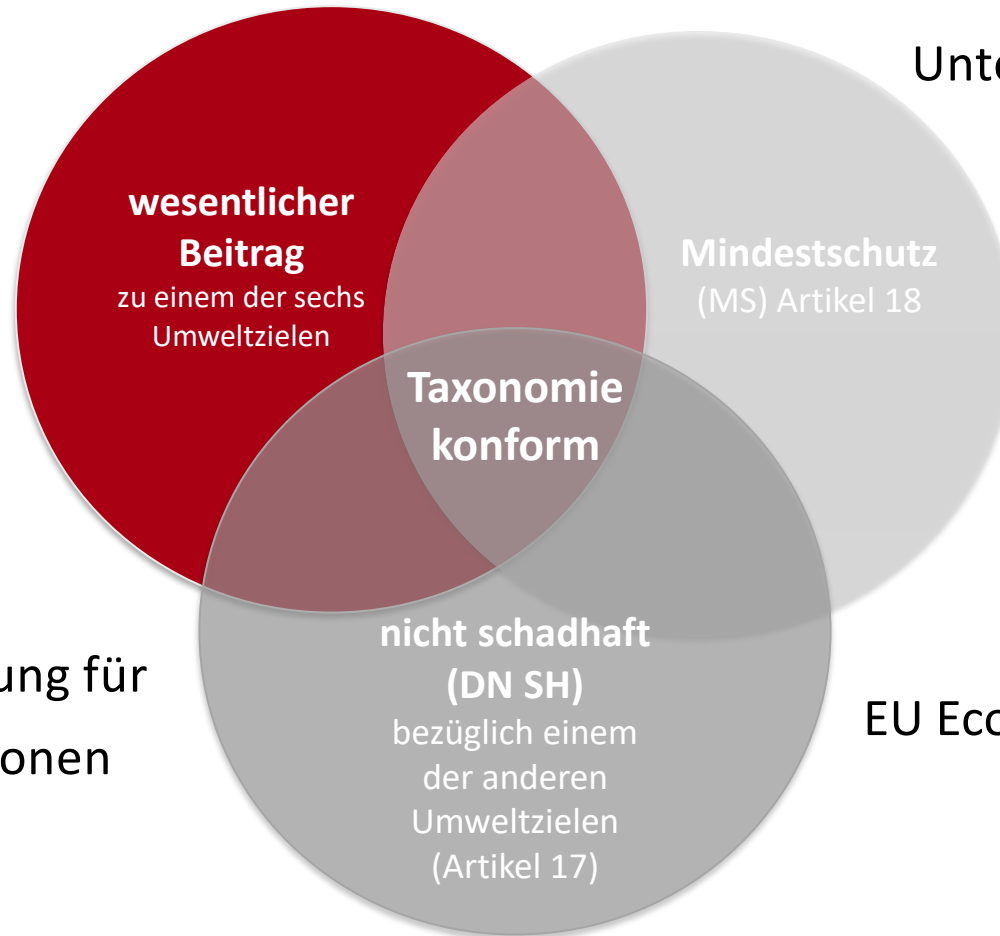 Unte
wesentlicher
Beitrag
zu einem der sechs
Umweltzielen
Mindestschutz
(MS) Artikel 18
Taxonomie
konform
nicht schadhaft
(DN SH)
bezüglich einem
der anderen
Umweltzielen
(Artikel 17)
ung für
onen
EU Eco